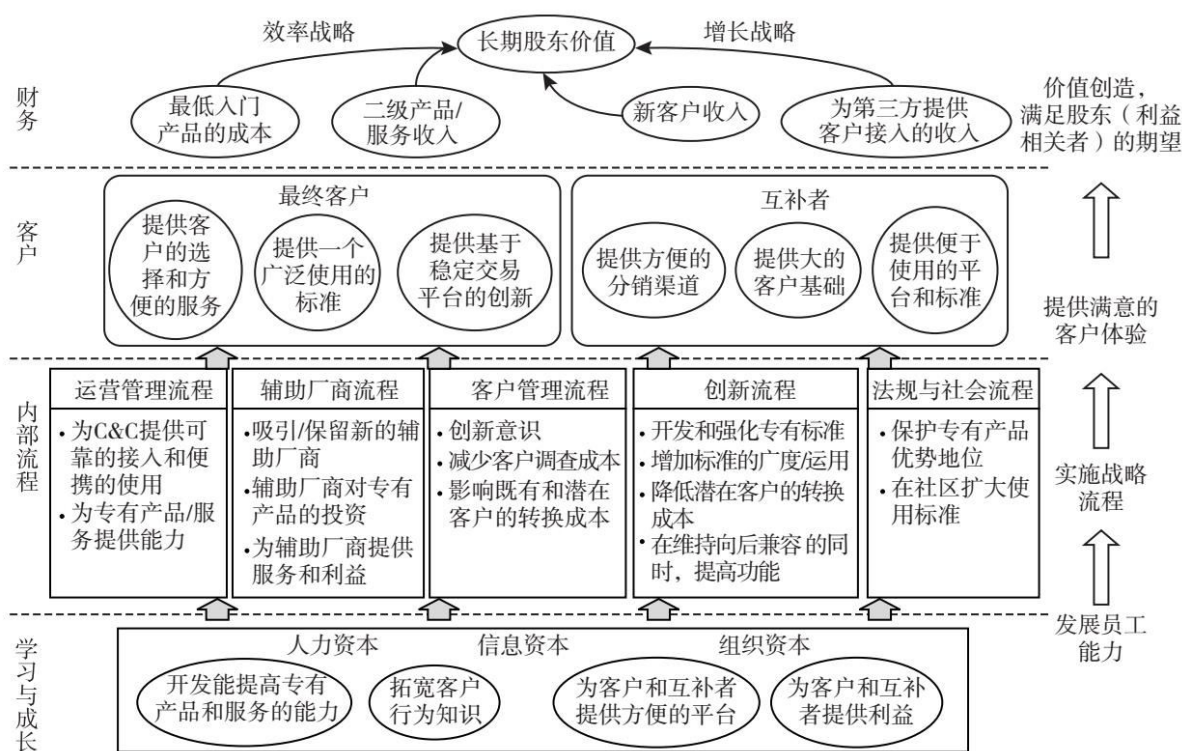 效率战略
长期股东价值
增长战略
财务
最低入门
产品的成本
二级产品/
服务收入
新客户收入
为第三方提供
客户接入的收入
价值创造，
满足股东（利益
相关者）的期望
客户
最终客户
提供客
户的选
择和方
便的服务
提供一个
广泛使用的
标准
提供基于
稳定交易
平台的创新
互补者
提供方便的
分销渠道
提供大的
客户基础
提供便于
使用的平
台和标准
提供满意的
客户体验
内部流程
运营管理流程
·为C&C提供可
靠的接入和便
携的使用
·为专有产品/服
务提供能力
辅助厂商流程
·吸引/保留新的辅
助厂商
·辅助厂商对专有
产品的投资
·为辅助厂商提供
服务和利益
客户管理流程
·创新意识
·减少客户调查成本
·影响既有和潜在
客户的转换成本
创新流程
·开发和强化专有标准
·增加标准的广度/运用
·降低潜在客户的转换
成本
·在维持向后兼容的同
时，提高功能
法规与社会流程
·保护专有产品
优势地位
·在社区扩大使
用标准
实施战略
流程
学习与成长
人力资本
信息资本
组织资本
开发能提高专有
产品和服务的能力
拓宽客户
行为知识
为客户和互补者
提供方便的平台
为客户和互补
者提供利益
发展员工
能力